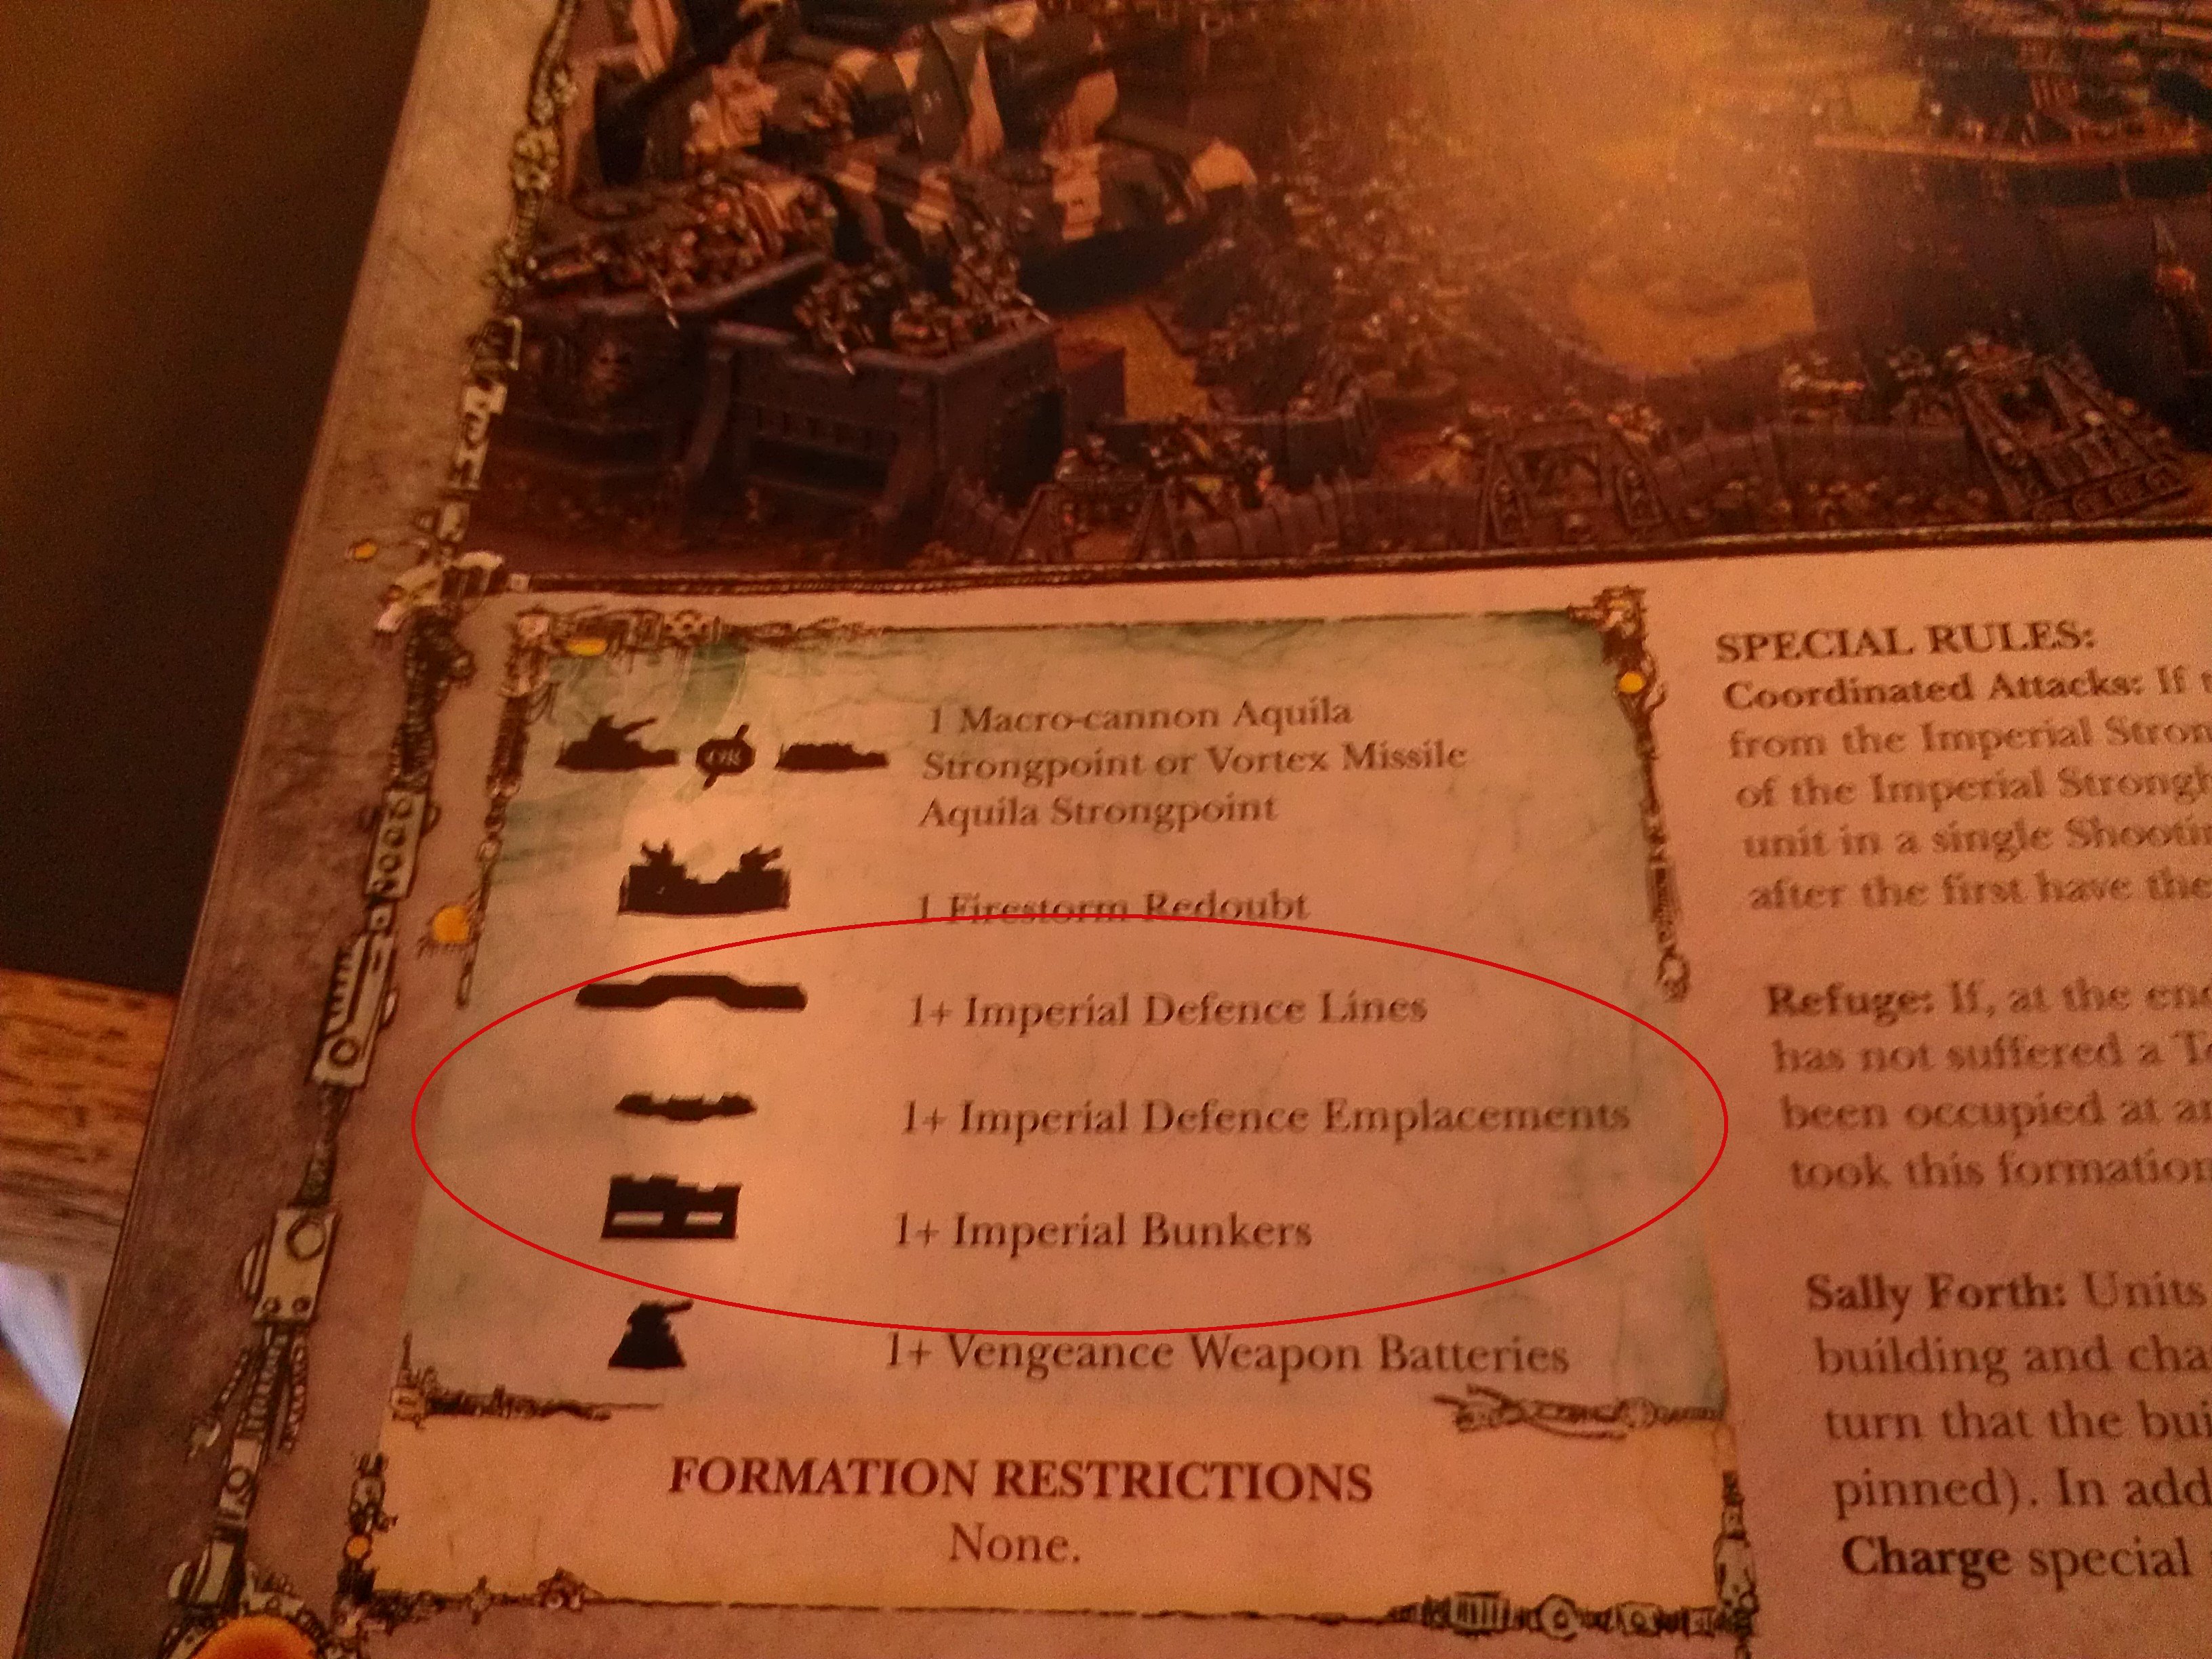 OR
1 Macro-cannon Aquila
Strongpoint or Vortex Missile
Aquila Strongpoint
1 Firestorm Redoubt
1+ Imperial Defence Lines
1+ Imperial Defence Emplacements
1+ Imperial Bunkers
1+ Vengeance Weapon Batteries
FORMATION RESTRICTIONS
None.
SPECIAL RULES:
Coordinated Attacks: If
from the Imperial
of the Imperial
unit in a single
after the first have
Refuge: If, at the
has not suffered a
been occupied at
took this formation
Sally Forth: Units
building and
turn that the
pinned). In
Charge special